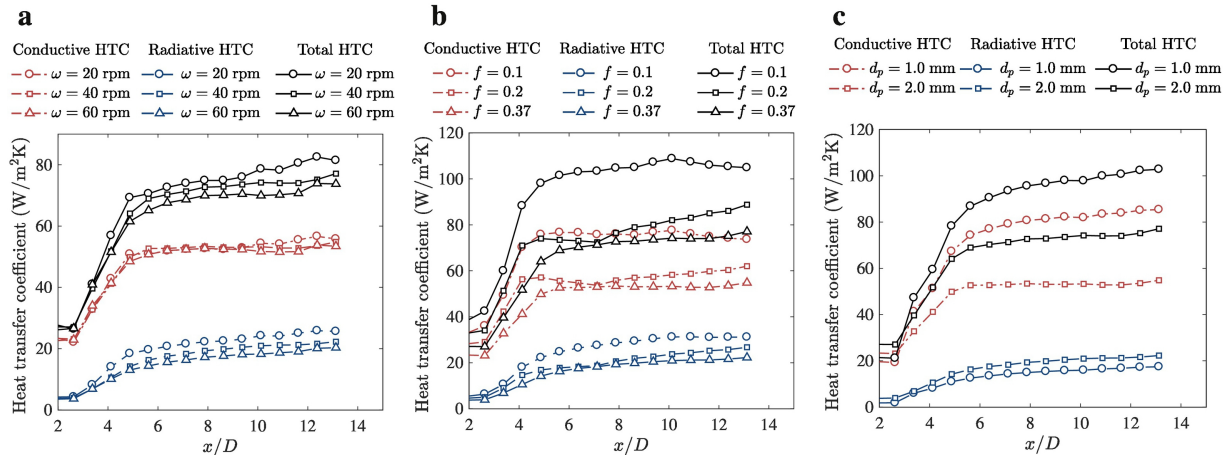 a
Conductive HTC Radiative HTC Total HTC
ω = 20 rpm ω = 20 rpm ω = 20 rpm
ω = 40 rpm ω = 40 rpm ω = 40 rpm
ω = 60 rpm ω = 60 rpm ω = 60 rpm
Heat transfer coefficient (W/m²K)
80
60
40
20
0
2 4 6 8 10 12 14
x/D
b
Conductive HTC Radiative HTC Total HTC
f = 0.1 f = 0.1 f = 0.1
f = 0.2 f = 0.2 f = 0.2
f = 0.37 f = 0.37 f = 0.37
Heat transfer coefficient (W/m²K)
120
100
80
60
40
20
0
2 4 6 8 10 12 14
x/D
c
Conductive HTC Radiative HTC Total HTC
dₚ = 1.0 mm dₚ = 1.0 mm dₚ = 1.0 mm
dₚ = 2.0 mm dₚ = 2.0 mm dₚ = 2.0 mm
Heat transfer coefficient (W/m²K)
120
100
80
60
40
20
0
2 4 6 8 10 12 14
x/D